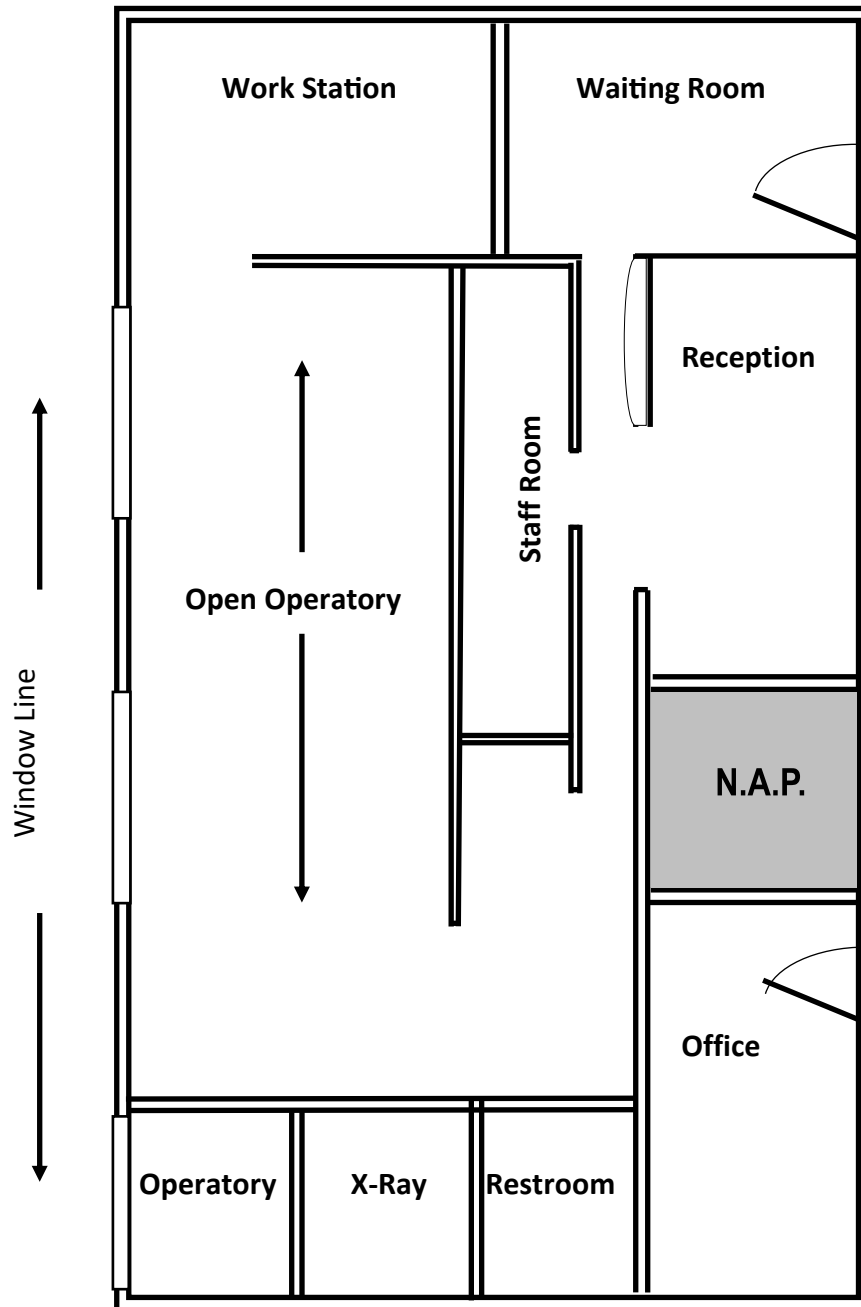 Work Station
Waiting Room
Reception
Staff Room
Open Operatory
Window Line
N.A.P.
Office
Operatory
X-Ray
Restroom